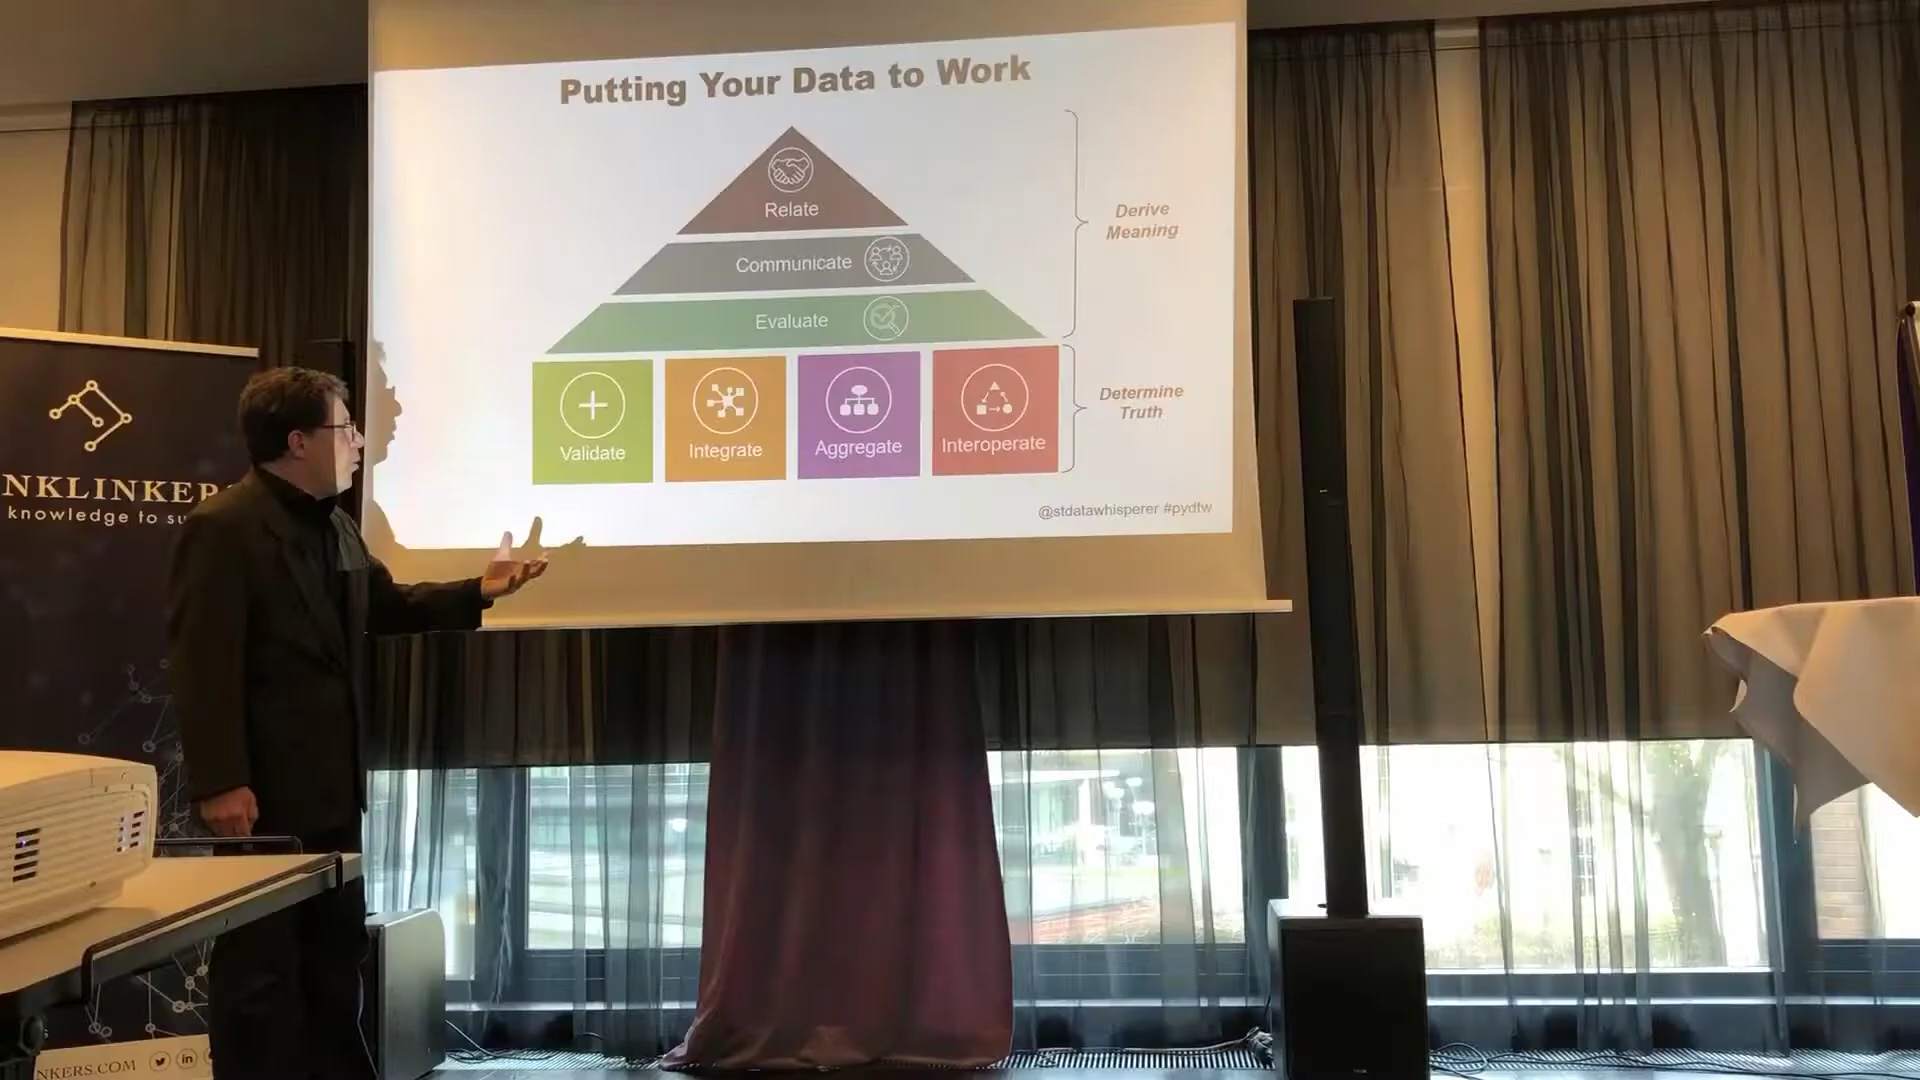 Putting Your Data to Work
Relate
Communicate
Evaluate
Derive
Meaning
Validate
Integrate
Aggregate
Interoperate
Determine
Truth
@stdatawhisperer #pydtw
NKLINKER
knowledge to su
NKERS.COM